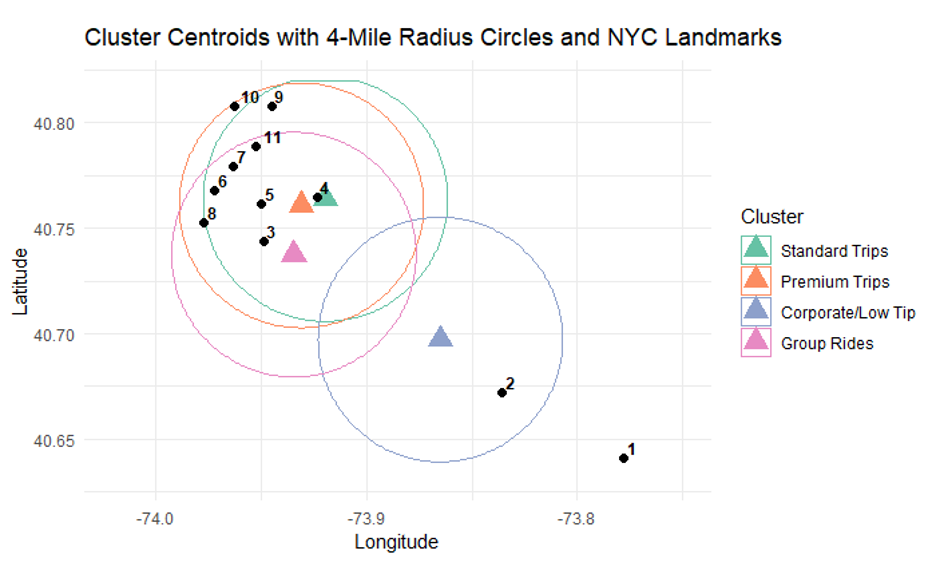 Cluster Centroids with 4-Mile Radius Circles and NYC Landmarks
Latitude
40.80
40.75
40.70
40.65
10
9
11
7
6
5
4
8
3
2
1
-74.0
-73.9
-73.8
Longitude
Cluster
Standard Trips
Premium Trips
Corporate/Low Tip
Group Rides